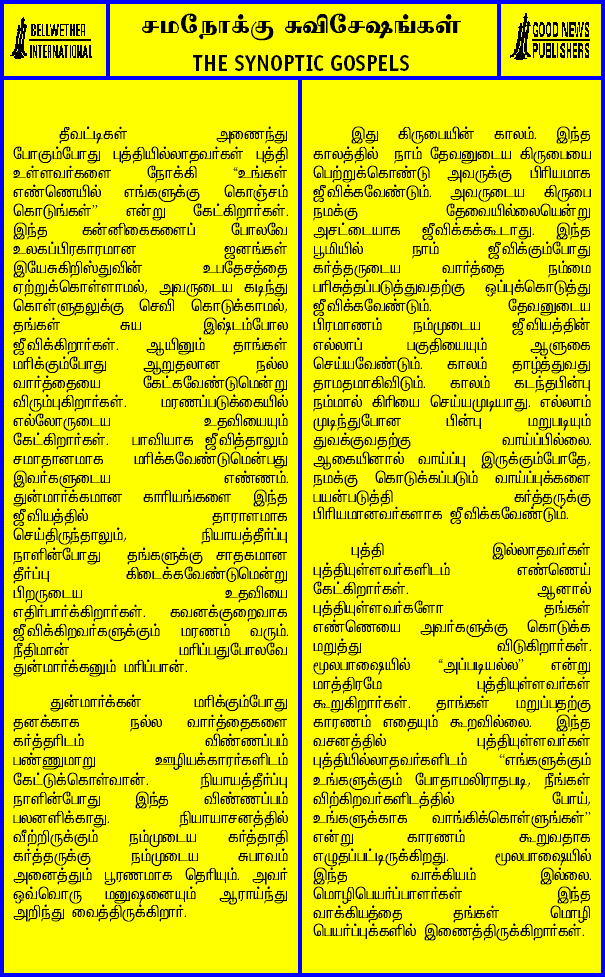 BELLWETHER
INTERNATIONAL
சமநோக்கு சுவிசேஷங்கள்
THE SYNOPTIC GOSPELS
GOOD NEWS
PUBLISHERS
தீவட்டிகள் அணைந்து
போகும்போது புத்தியில்லாதவர்கள் புத்தி
உள்ளவர்களை நோக்கி “உங்கள்
எண்ணெயில் எங்களுக்கு கொஞ்சம்
கொடுங்கள்” என்று கேட்கிறார்கள்.
இந்த கன்னிகைகளைப் போலவே
உலகப்பிரகாரமான ஜனங்கள்
இயேசுகிறிஸ்துவின் உபதேசத்தை
ஏற்றுக்கொள்ளாமல், அவருடைய கடிந்து
கொள்ளுதலுக்கு செவி கொடுக்காமல்,
தங்கள் சுய இஷ்டம்போல
ஜீவிக்கிறார்கள். ஆயினும் தாங்கள்
மரிக்கும்போது ஆறுதலான நல்ல
வார்த்தையை கேட்கவேண்டுமென்று
விரும்புகிறார்கள். மரணப்படுக்கையில்
எல்லோருடைய உதவியையும்
கேட்கிறார்கள். பாவியாக ஜீவித்தாலும்
சமாதானமாக மரிக்கவேண்டுமென்பது
இவர்களுடைய எண்ணம்.
துன்மார்க்கமான காரியங்களை இந்த
ஜீவியத்தில் தாராளமாக
செய்திருந்தாலும், நியாயத்தீர்ப்பு
நாளின்போது தங்களுக்கு சாதகமான
தீர்ப்பு கிடைக்கவேண்டுமென்று
பிறருடைய உதவியை
எதிர்பார்க்கிறார்கள். கவனக்குறைவாக
ஜீவிக்கிறவர்களுக்கும் மரணம் வரும்.
நீதிமான் மரிப்பதுபோலவே
துன்மார்க்கனும் மரிப்பான்.
துன்மார்க்கன் மரிக்கும்போது
தனக்காக நல்ல வார்த்தைகளை
கர்த்தரிடம் விண்ணப்பம்
பண்ணுமாறு ஊழியக்காரர்களிடம்
கேட்டுக்கொள்வான். நியாயத்தீர்ப்பு
நாளின்போது இந்த விண்ணப்பம்
பலனளிக்காது. நியாயாசனத்தில்
வீற்றிருக்கும் நம்முடைய கர்த்தாதி
கர்த்தருக்கு நம்முடைய சுபாவம்
அனைத்தும் பூரணமாக தெரியும். அவர்
ஒவ்வொரு மனுஷனையும் ஆராய்ந்து
அறிந்து வைத்திருக்கிறார்.
இது கிருபையின் காலம். இந்த
காலத்தில் நாம் தேவனுடைய கிருபையை
பெற்றுக்கொண்டு அவருக்கு பிரியமாக
ஜீவிக்கவேண்டும். அவருடைய கிருபை
நமக்கு தேவையில்லையென்று
அசட்டையாக ஜீவிக்கக்கூடாது. இந்த
பூமியில் நாம் ஜீவிக்கும்போது
கர்த்தருடைய வார்த்தை நம்மை
பரிசுத்தப்படுத்துவதற்கு ஒப்புக்கொடுத்து
ஜீவிக்கவேண்டும். தேவனுடைய
பிரமாணம் நம்முடைய ஜீவியத்தின்
எல்லாப் பகுதியையும் ஆளுகை
செய்யவேண்டும். காலம் தாழ்த்துவது
தாமதமாகிவிடும். காலம் கடந்தபின்பு
நம்மால் கிரியை செய்யமுடியாது. எல்லாம்
முடிந்துபோன பின்பு மறுபடியும்
துவக்குவதற்கு வாய்ப்பில்லை.
ஆகையினால் வாய்ப்பு இருக்கும்போதே,
நமக்கு கொடுக்கப்படும் வாய்ப்புக்களை
பயன்படுத்தி கர்த்தருக்கு
பிரியமானவர்களாக ஜீவிக்கவேண்டும்.
புத்தி இல்லாதவர்கள்
புத்தியுள்ளவர்களிடம் எண்ணெய்
கேட்கிறார்கள். ஆனால்
புத்தியுள்ளவர்களோ தங்கள்
எண்ணெயை அவர்களுக்கு கொடுக்க
மறுத்து விடுகிறார்கள்.
மூலபாஷையில் “அப்படியல்ல” என்று
மாத்திரமே புத்தியுள்ளவர்கள்
கூறுகிறார்கள். தாங்கள் மறுப்பதற்கு
காரணம் எதையும் கூறவில்லை. இந்த
வசனத்தில் புத்தியுள்ளவர்கள்
புத்தியில்லாதவர்களிடம் “எங்களுக்கும்
உங்களுக்கும் போதாமலிராதபடி, நீங்கள்
விற்கிறவர்களிடத்தில் போய்,
உங்களுக்காக வாங்கிக்கொள்ளுங்கள்”
என்று காரணம் கூறுவதாக
எழுதப்பட்டிருக்கிறது. மூலபாஷையில்
இந்த வாக்கியம் இல்லை.
மொழிபெயர்ப்பாளர்கள் இந்த
வாக்கியத்தை தங்கள் மொழி
பெயர்ப்புக்களில் இணைத்திருக்கிறார்கள்.